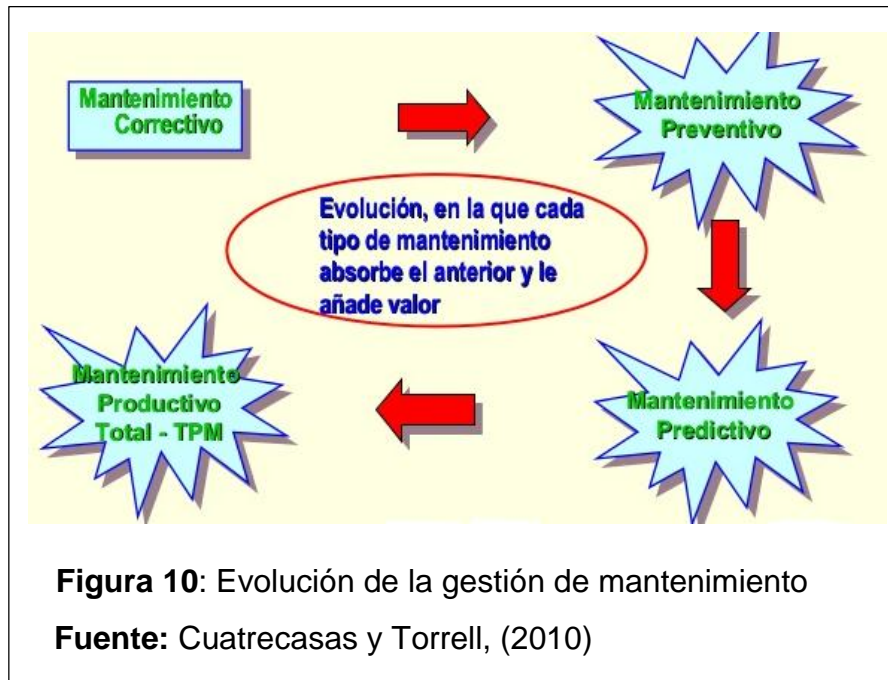 Mantenimiento
Correctivo
Mantenimiento
Preventivo
Evolución, en la que cada
tipo de mantenimiento
absorbe el anterior y le
añade valor
Mantenimiento
Productivo
Total - TPM
Mantenimiento
Predictivo
Figura 10: Evolución de la gestión de mantenimiento
Fuente: Cuatrecasas y Torrell, (2010)